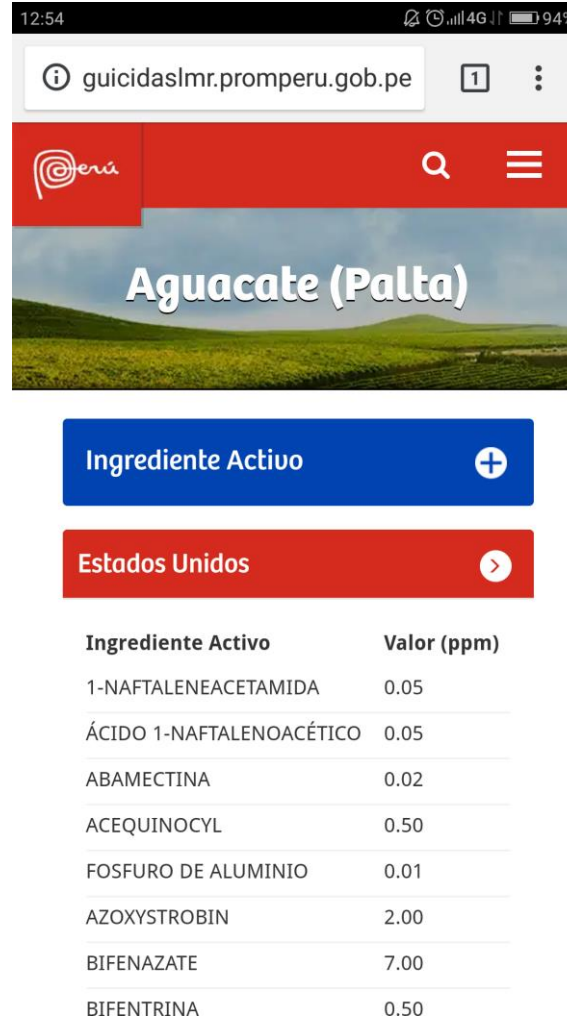 12:54
4G 94%
guicidaslmr.promperu.gob.pe 1
Perú
Aguacate (Palta)
Ingrediente Activo
Estados Unidos
Ingrediente Activo Valor (ppm)
1-NAFTALENEACETAMIDA 0.05
ÁCIDO 1-NAFTALENOACÉTICO 0.05
ABAMECTINA 0.02
ACEQUINOCYL 0.50
FOSFURO DE ALUMINIO 0.01
AZOXYSTROBIN 2.00
BIFENAZATE 7.00
BIFENTRINA 0.50